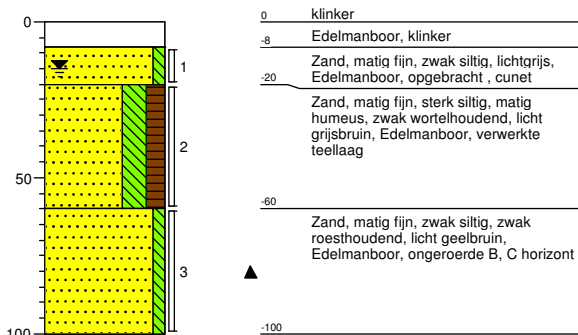 0
klinker
0
-8
Edelmanboor, klinker
1
Zand, matig fijn, zwak siltig, lichtgrijs,
Edelmanboor, opgebracht , cunet
-20
2
Zand, matig fijn, sterk siltig, matig
humeus, zwak wortelhoudend, licht
grijsbruin, Edelmanboor, verwerkte
teellaag
50
-60
3
Zand, matig fijn, zwak siltig, zwak
roesthoudend, licht geelbruin,
Edelmanboor, ongeroerde B, C horizont
100
-100